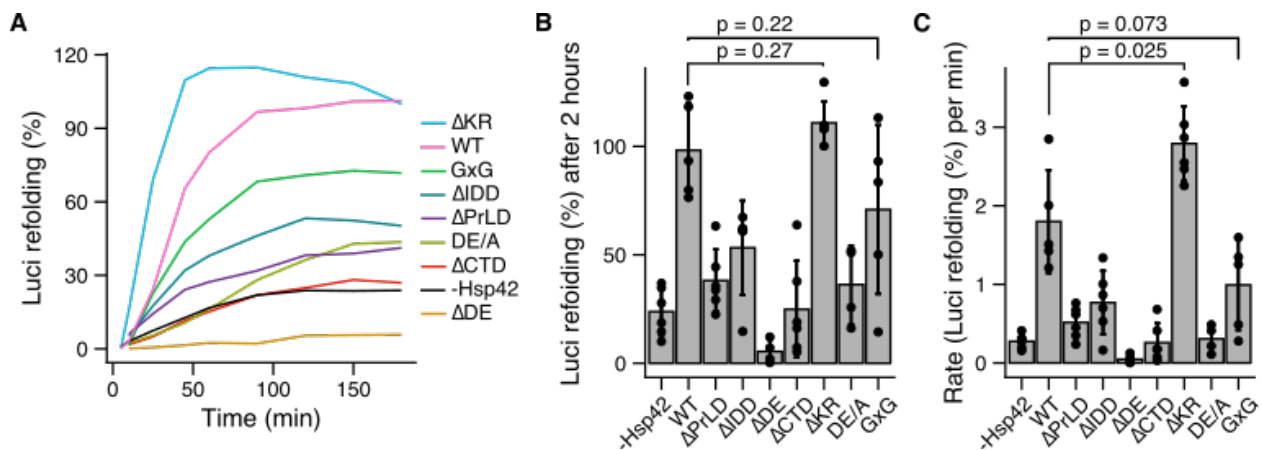 A
Luci refolding (%)
120
90
60
30
0
0
50
100
150
Time (min)
ΔKR
WT
GxG
ΔIDD
ΔPrLD
DE/A
ΔCTD
-Hsp42
ΔDE
B
p = 0.22
p = 0.27
Luci refolding (%) after 2 hours
100
50
0
-Hsp42
WT
ΔPrLD
ΔIDD
ΔDE
ΔCTD
ΔKR
DE/A
GxG
C
p = 0.073
p = 0.025
Rate (Luci refolding (%) per min)
3
2
1
0
-Hsp42
WT
ΔPrLD
ΔIDD
ΔDE
ΔCTD
ΔKR
DE/A
GxG